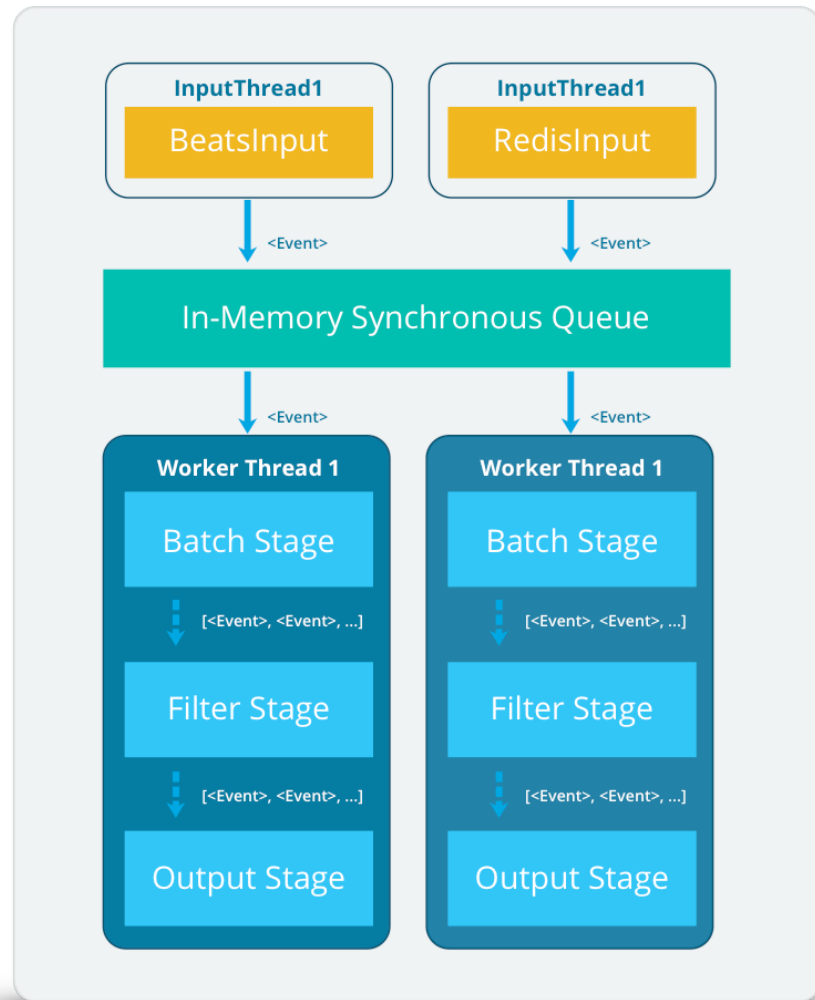 InputThread1
BeatsInput
InputThread1
RedisInput
<Event>
<Event>
In-Memory Synchronous Queue
<Event>
<Event>
Worker Thread 1
Batch Stage
[<Event>, <Event>, ...]
Filter Stage
[<Event>, <Event>, ...]
Output Stage
Worker Thread 1
Batch Stage
[<Event>, <Event>, ...]
Filter Stage
[<Event>, <Event>, ...]
Output Stage